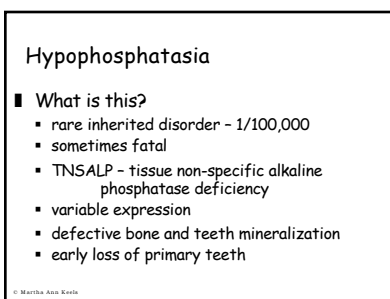 Hypophosphatasia
What is this?
rare inherited disorder – 1/100,000
sometimes fatal
TNSALP – tissue non-specific alkaline
phosphatase deficiency
variable expression
defective bone and teeth mineralization
early loss of primary teeth
© Martha Ann Keels